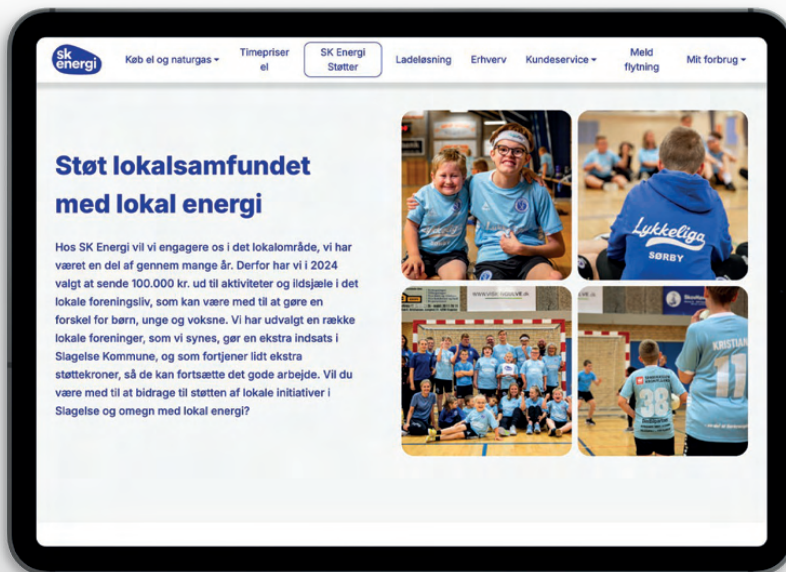 sk
energi
Køb el og naturgas
Timepriser
el
SK Energi
Støtter
Ladeløsning
Erhverv
Kundeservice
Meld
flytning
Mit forbrug
Støt lokalsamfundet
med lokal energi
Hos SK Energi vil vi engagere os i det lokalområde, vi har
været en del af gennem mange år. Derfor har vi i 2024
valgt at sende 100.000 kr. ud til aktiviteter og ildsjæle i det
lokale foreningsliv, som kan være med til at gøre en
forskel for børn, unge og voksne. Vi har udvalgt en række
lokale foreninger, som vi synes, gør en ekstra indsats i
Slagelse Kommune, og som fortjener lidt ekstra
støttekroner, så de kan fortsætte det gode arbejde. Vil du
være med til at bidrage til støtten af lokale initiativer i
Slagelse og omegn med lokal energi?
Lykkeliga
SØRBY
KRISTIAN
11
38